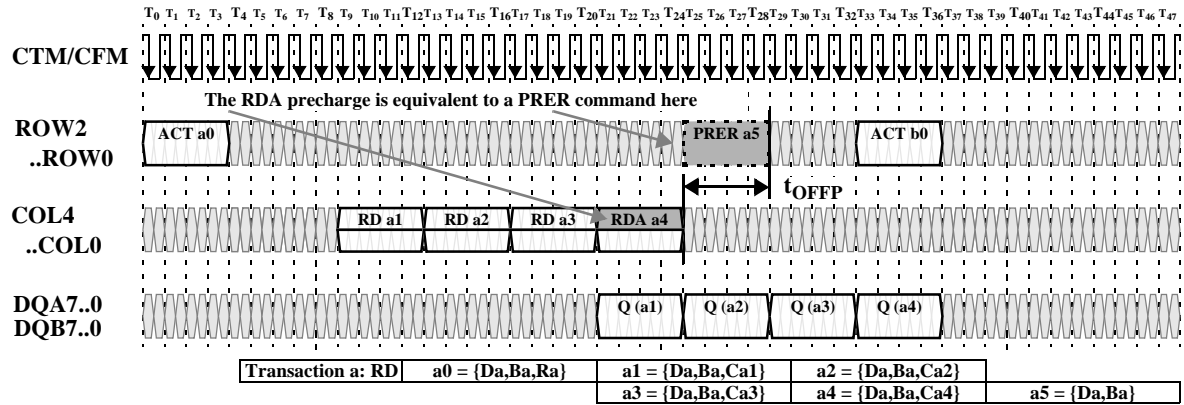 T0 T1 T2 T3 T4 T5 T6 T7 T8 T9 T10 T11 T12 T13 T14 T15 T16 T17 T18 T19 T20 T21 T22 T23 T24 T25 T26 T27 T28 T29 T30 T31 T32 T33 T34 T35 T36 T37 T38 T39 T40 T41 T42 T43 T44 T45 T46 T47
CTM/CFM
The RDA precharge is equivalent to a PRER command here
ROW2
..ROW0
ACT a0 PRER a5 ACT b0
tOFFP
COL4
..COL0
RD a1 RD a2 RD a3 RDA a4
DQA7..0
DQB7..0
Q (a1) Q (a2) Q (a3) Q (a4)
Transaction a: RD a0 = {Da,Ba,Ra} a1 = {Da,Ba,Ca1} a2 = {Da,Ba,Ca2}
a3 = {Da,Ba,Ca3} a4 = {Da,Ba,Ca4} a5 = {Da,Ba}